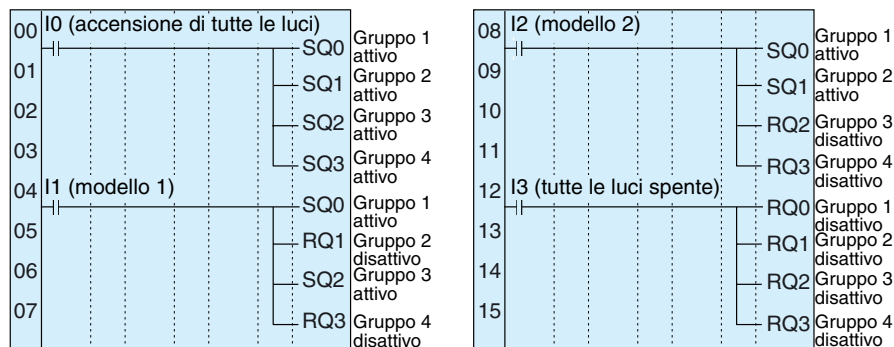 00 I0 (accensione di tutte le luci)
SQ0 Gruppo 1
attivo
01
SQ1 Gruppo 2
attivo
02
SQ2 Gruppo 3
attivo
03
SQ3 Gruppo 4
attivo
04 I1 (modello 1)
SQ0 Gruppo 1
attivo
05
RQ1 Gruppo 2
disattivo
06
SQ2 Gruppo 3
attivo
07
RQ3 Gruppo 4
disattivo
08 I2 (modello 2)
SQ0 Gruppo 1
attivo
09
SQ1 Gruppo 2
attivo
10
RQ2 Gruppo 3
disattivo
11
RQ3 Gruppo 4
disattivo
12 I3 (tutte le luci spente)
RQ0 Gruppo 1
disattivo
13
RQ1 Gruppo 2
disattivo
14
RQ2 Gruppo 3
disattivo
15
RQ3 Gruppo 4
disattivo